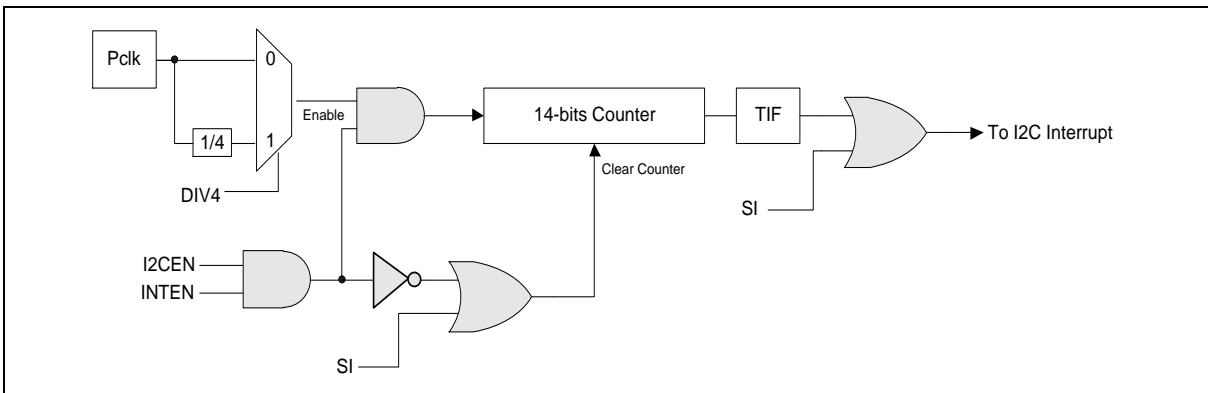 Pclk
0
1/4
1
DIV4
Enable
14-bits Counter
TIF
To I2C Interrupt
Clear Counter
SI
I2CEN
INTEN
SI